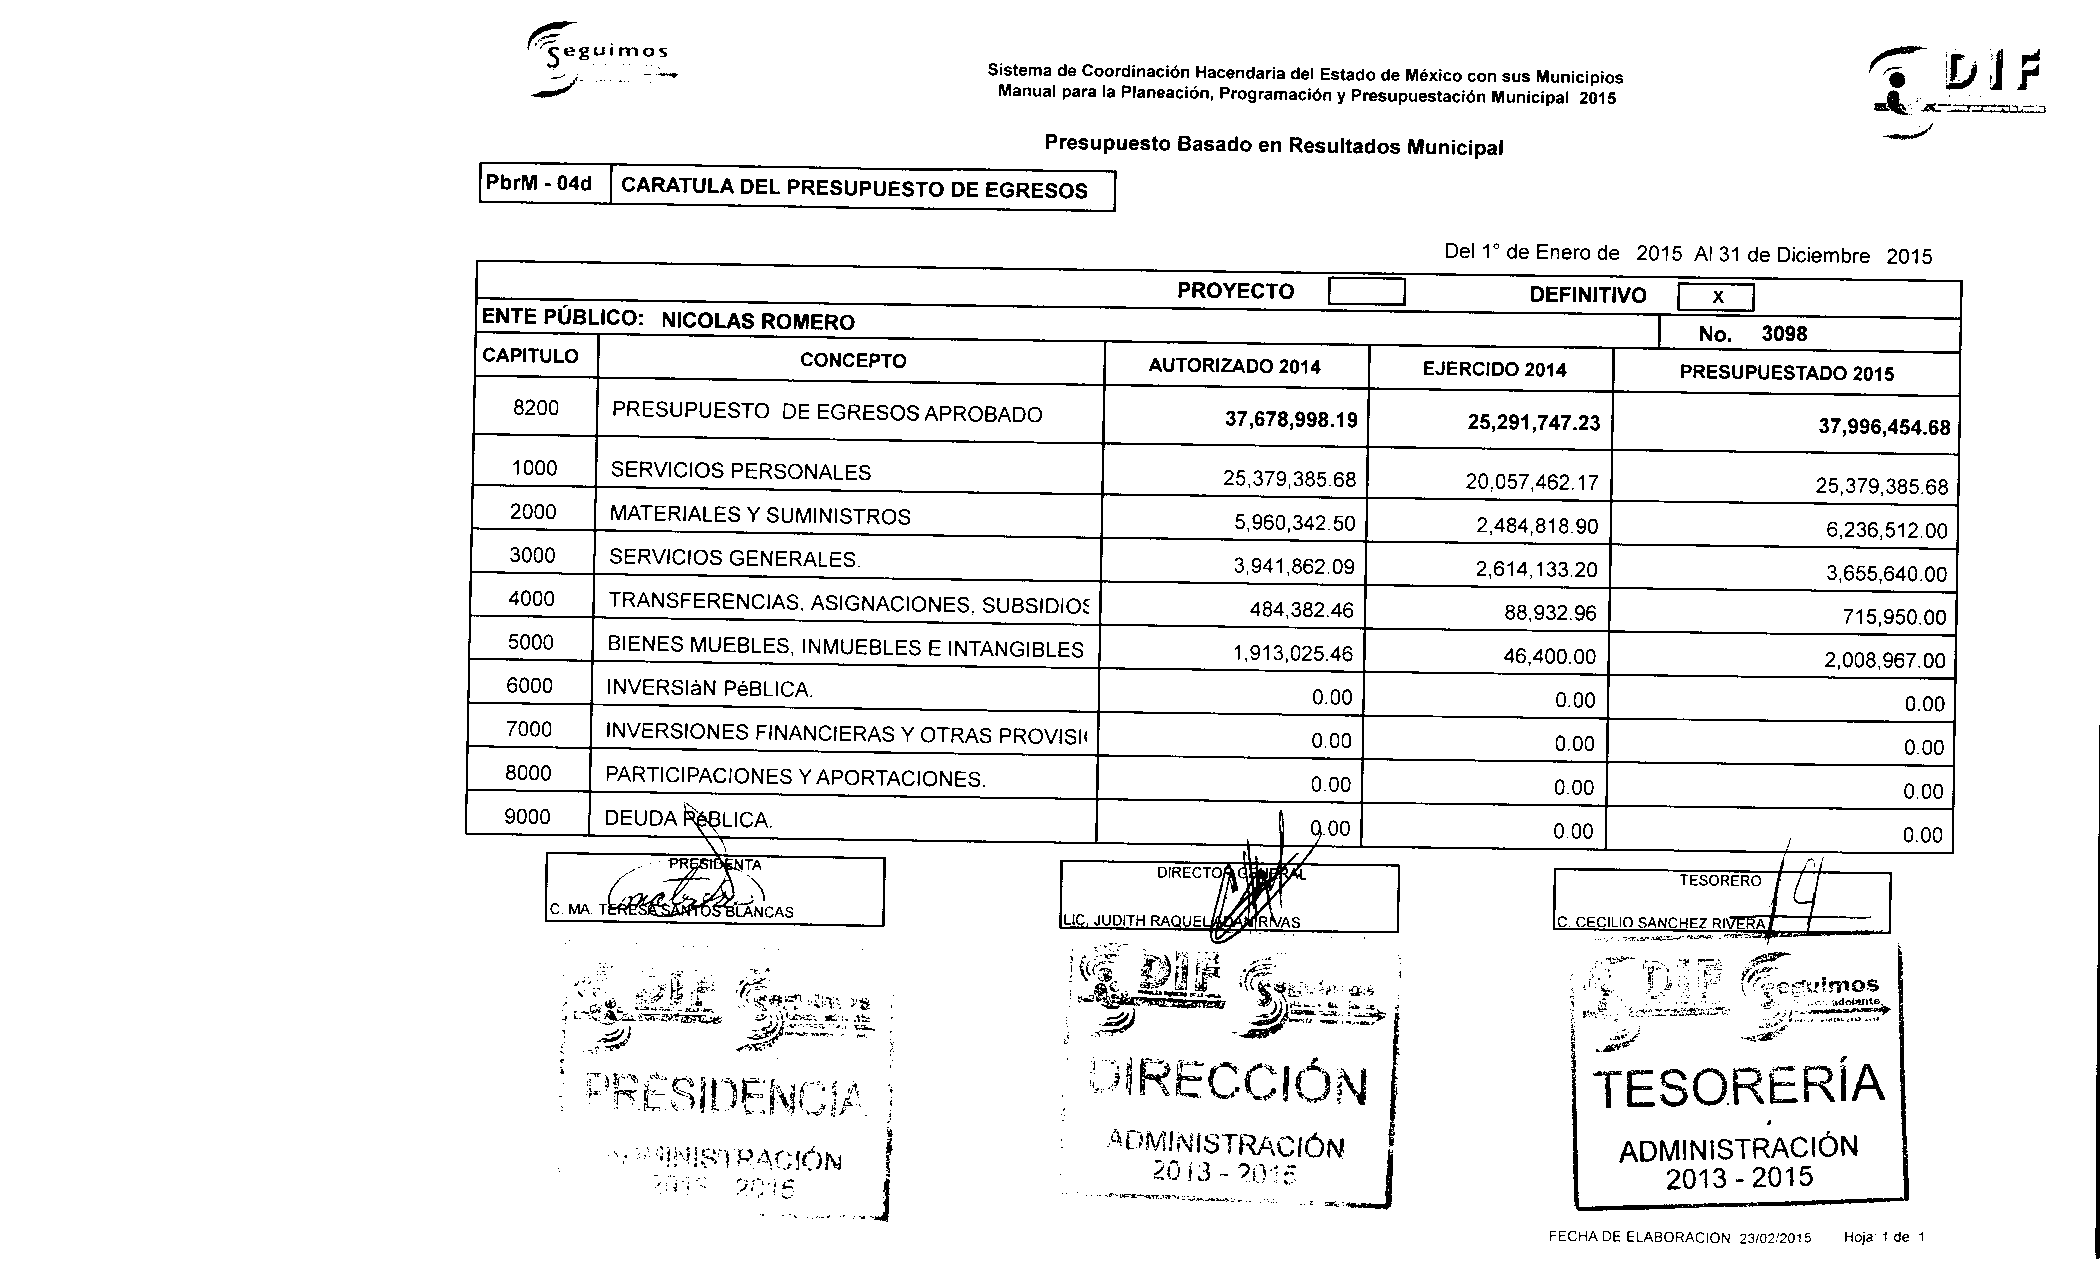 Seguimos
Sistema de Coordinación Hacendaria del Estado de México con sus Municipios
Manual para la Planeación, Programación y Presupuestación Municipal 2015
DIF
Presupuesto Basado en Resultados Municipal
PbrM - 04d CARATULA DEL PRESUPUESTO DE EGRESOS
Del 1° de Enero de 2015 Al 31 de Diciembre 2015
PROYECTO DEFINITIVO X
ENTE PÚBLICO: NICOLAS ROMERO No. 3098
CAPITULO CONCEPTO AUTORIZADO 2014 EJERCIDO 2014 PRESUPUESTADO 2015
8200 PRESUPUESTO DE EGRESOS APROBADO 37,678,998.19 25,291,747.23 37,996,454.68
1000 SERVICIOS PERSONALES 25,379,385.68 20,057,462.17 25,379,385.68
2000 MATERIALES Y SUMINISTROS 5,960,342.50 2,484,818.90 6,236,512.00
3000 SERVICIOS GENERALES. 3,941,862.09 2,614,133.20 3,655,640.00
4000 TRANSFERENCIAS, ASIGNACIONES, SUBSIDIOS 484,382.46 88,932.96 715,950.00
5000 BIENES MUEBLES, INMUEBLES E INTANGIBLES 1,913,025.46 46,400.00 2,008,967.00
6000 INVERSIàN PéBLICA. 0.00 0.00 0.00
7000 INVERSIONES FINANCIERAS Y OTRAS PROVISI 0.00 0.00 0.00
8000 PARTICIPACIONES Y APORTACIONES. 0.00 0.00 0.00
9000 DEUDA PéBLICA. 0.00 0.00 0.00
PRESIDENTA
C. MA. TERESA SANTOS BLANCAS
DIRECTOR GENERAL
LIC. JUDITH RAQUEL ADAN RIVAS
TESORERO
C. CECILIO SANCHEZ RIVERA
DIF Seguimos
PRESIDENCIA
ADMINISTRACIÓN
2013 - 2015
DIF Seguimos
DIRECCIÓN
ADMINISTRACIÓN
2013 - 2015
DIF Seguimos
adelante
TESORERÍA
ADMINISTRACIÓN
2013 - 2015
FECHA DE ELABORACION 23/02/2015 Hoja 1 de 1